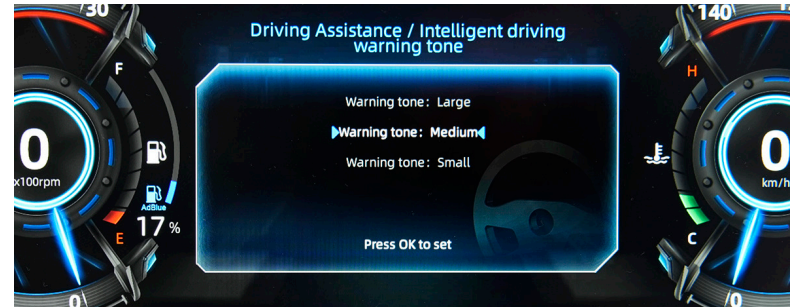 30
140
Driving Assistance / Intelligent driving
warning tone
F
H
Warning tone: Large
Warning tone: Medium
Warning tone: Small
0
x100rpm
0
km/h
AdBlue
17 %
E
C
Press OK to set
0
0